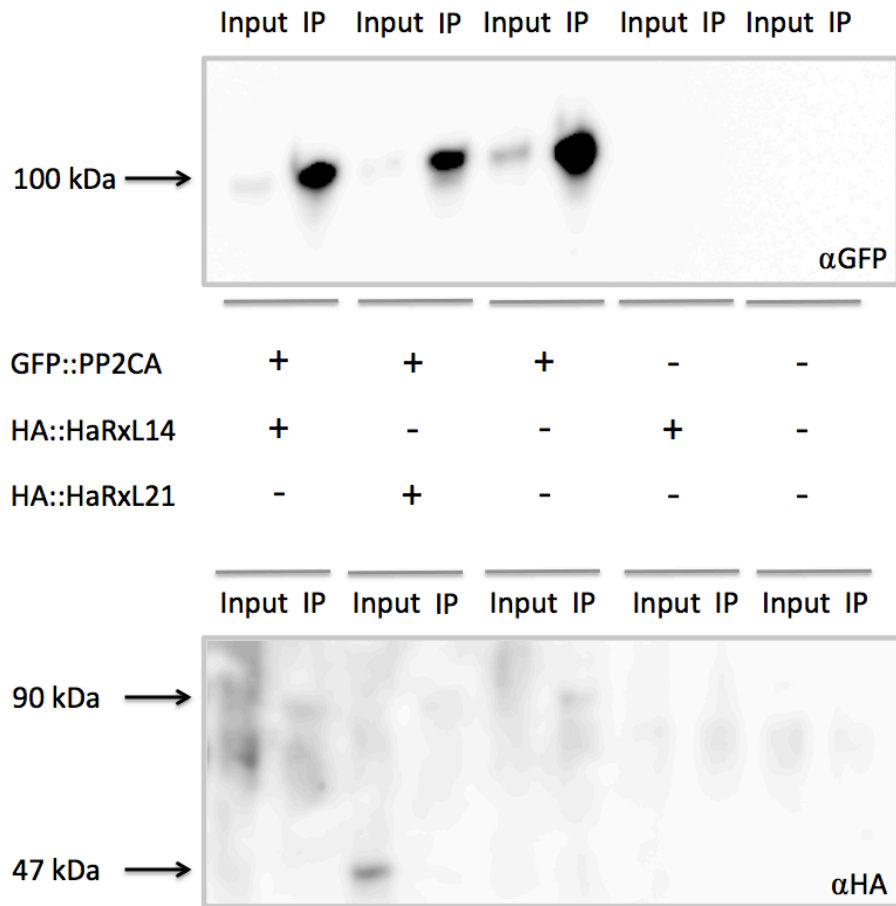 Input IP Input IP Input IP Input IP Input IP
100 kDa
αGFP
GFP::PP2CA + + + - -
HA::HaRxL14 + - - + -
HA::HaRxL21 - + - - -
Input IP Input IP Input IP Input IP Input IP
90 kDa
47 kDa
αHA